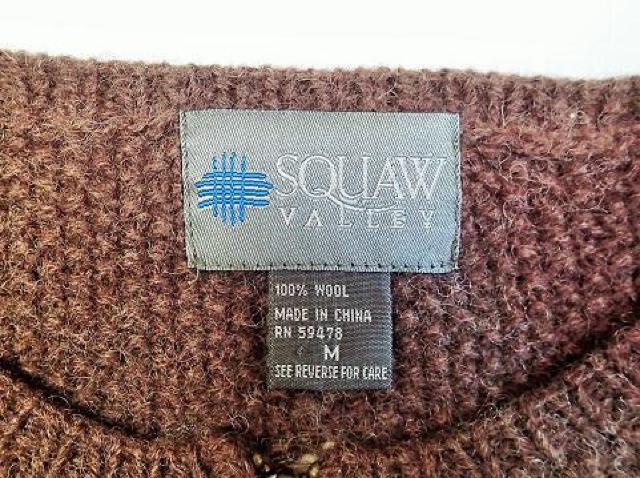 SQUAW
VALLEY
100% WOOL
MADE IN CHINA
RN 59478
M
SEE REVERSE FOR CARE